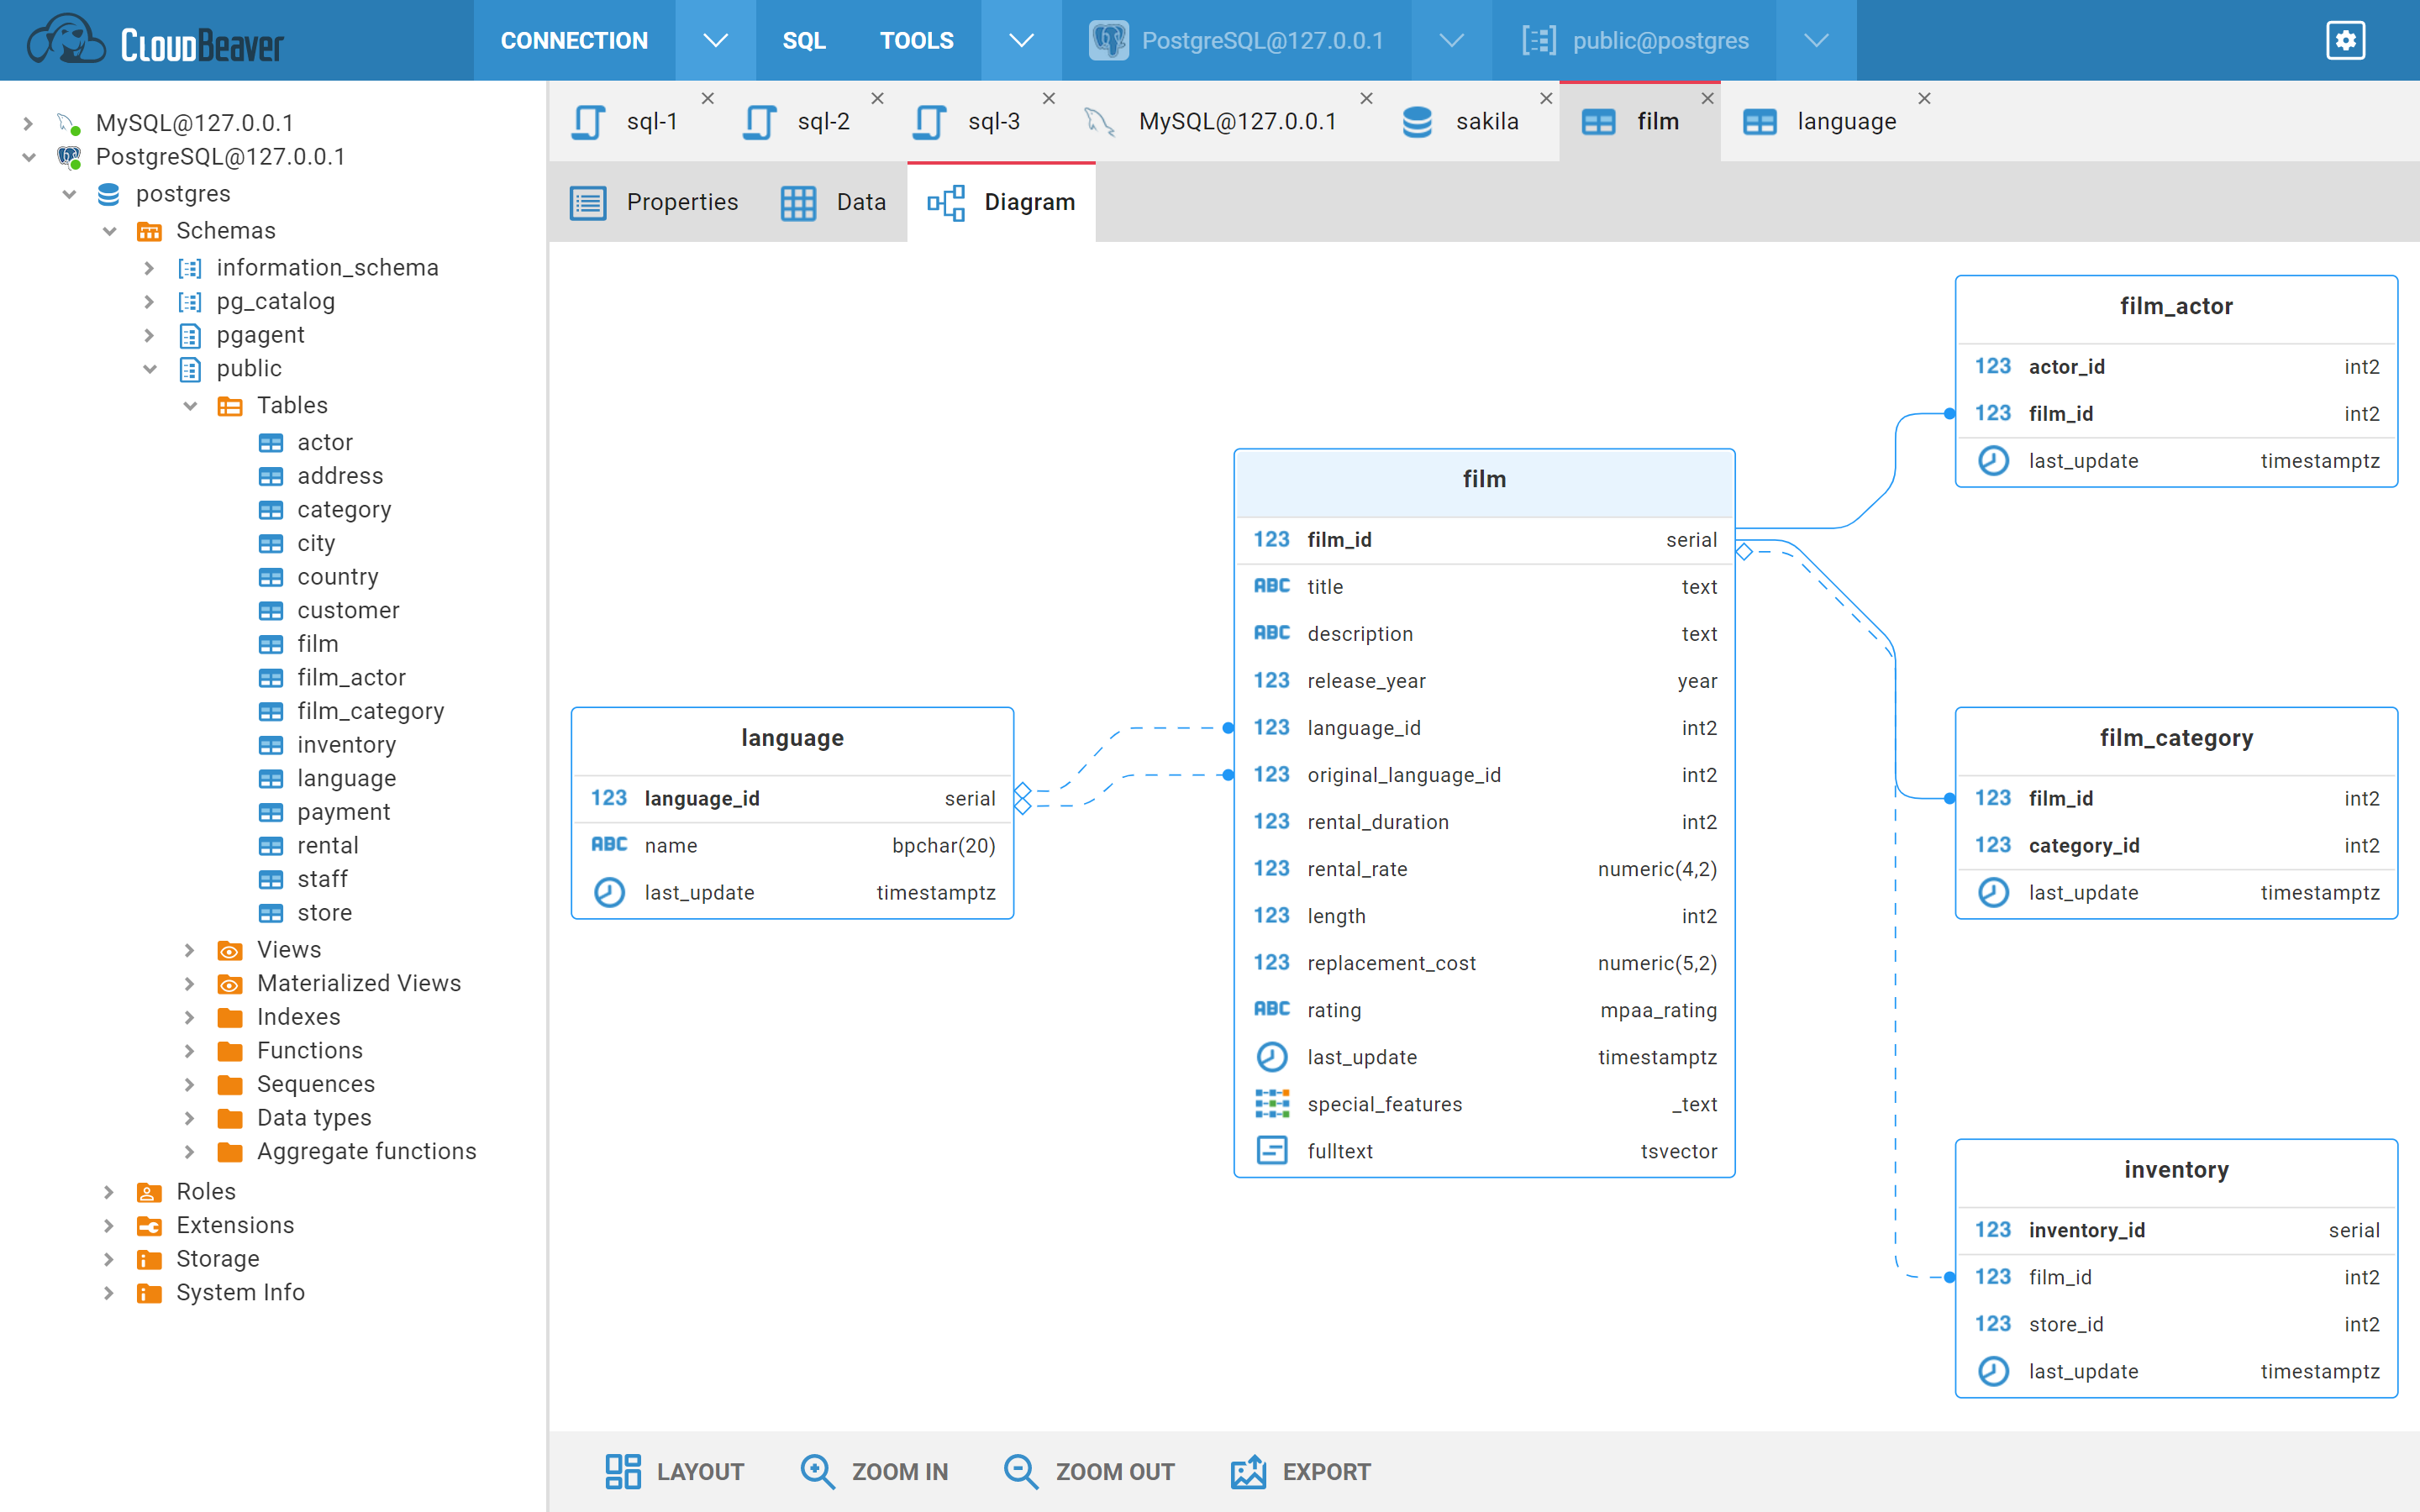 CLOUDBEAVER
CONNECTION SQL TOOLS PostgreSQL@127.0.0.1 public@postgres
MySQL@127.0.0.1
PostgreSQL@127.0.0.1
postgres
Schemas
information_schema
pg_catalog
pgagent
public
Tables
actor
address
category
city
country
customer
film
film_actor
film_category
inventory
language
payment
rental
staff
store
Views
Materialized Views
Indexes
Functions
Sequences
Data types
Aggregate functions
Roles
Extensions
Storage
System Info
sql-1 sql-2 sql-3 MySQL@127.0.0.1 sakila film language
Properties Data Diagram
language
123 language_id serial
ABC name bpchar(20)
last_update timestamptz
film
123 film_id serial
ABC title text
ABC description text
123 release_year year
123 language_id int2
123 original_language_id int2
123 rental_duration int2
123 rental_rate numeric(4,2)
123 length int2
123 replacement_cost numeric(5,2)
ABC rating mpaa_rating
last_update timestamptz
special_features _text
fulltext tsvector
film_actor
123 actor_id int2
123 film_id int2
last_update timestamptz
film_category
123 film_id int2
123 category_id int2
last_update timestamptz
inventory
123 inventory_id serial
123 film_id int2
123 store_id int2
last_update timestamptz
LAYOUT ZOOM IN ZOOM OUT EXPORT